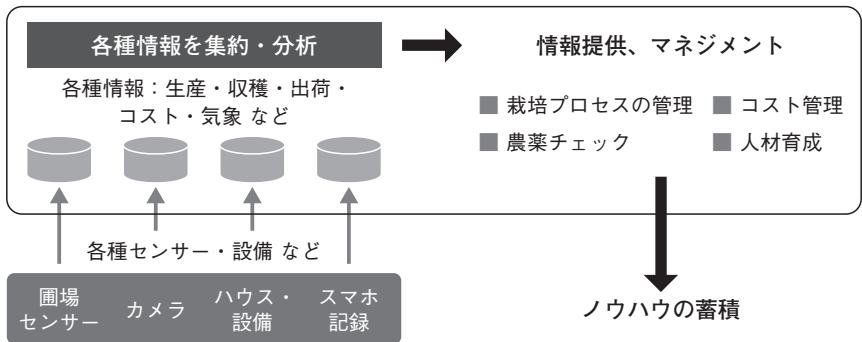 各種情報を集約・分析
各種情報：生産・収穫・出荷・
コスト・気象 など
情報提供、マネジメント
■ 栽培プロセスの管理 ■ コスト管理
■ 農薬チェック ■ 人材育成
各種センサー・設備 など
圃場
センサー
カメラ
ハウス・
設備
スマホ
記録
ノウハウの蓄積